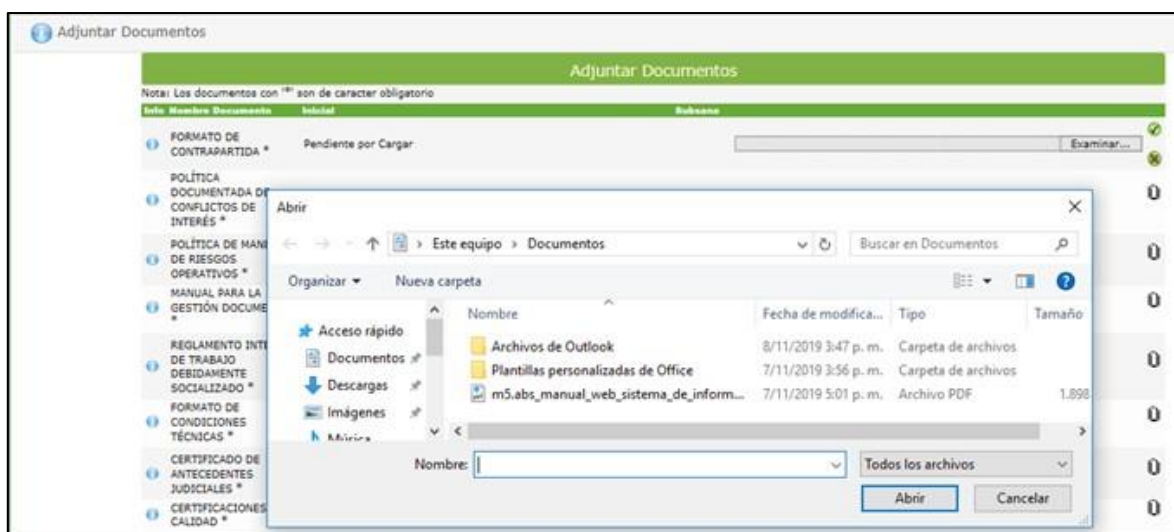 Adjuntar Documentos
Adjuntar Documentos
Nota: Los documentos con "*" son de caracter obligatorio
Info Nombre Documento Inicial Subsano
FORMATO DE
CONTRAPARTIDA *
Pendiente por Cargar
Examinar...
POLÍTICA
DOCUMENTADA DE
CONFLICTOS DE
INTERÉS *
POLÍTICA DE MANE
DE RIESGOS
OPERATIVOS *
MANUAL PARA LA
GESTIÓN DOCUME
*
REGLAMENTO INTE
DE TRABAJO
DEBIDAMENTE
SOCIALIZADO *
FORMATO DE
CONDICIONES
TÉCNICAS *
CERTIFICADO DE
ANTECEDENTES
JUDICIALES *
CERTIFICACIONES
CALIDAD *
Abrir
Este equipo > Documentos
Buscar en Documentos
Organizar Nueva carpeta
Acceso rápido
Documentos
Descargas
Imágenes
Música
Nombre Fecha de modifica... Tipo Tamaño
Archivos de Outlook 8/11/2019 3:47 p. m. Carpeta de archivos
Plantillas personalizadas de Office 7/11/2019 3:56 p. m. Carpeta de archivos
m5.abs_manual_web_sistema_de_inform... 7/11/2019 5:01 p. m. Archivo PDF 1.898
Nombre: Todos los archivos
Abrir Cancelar